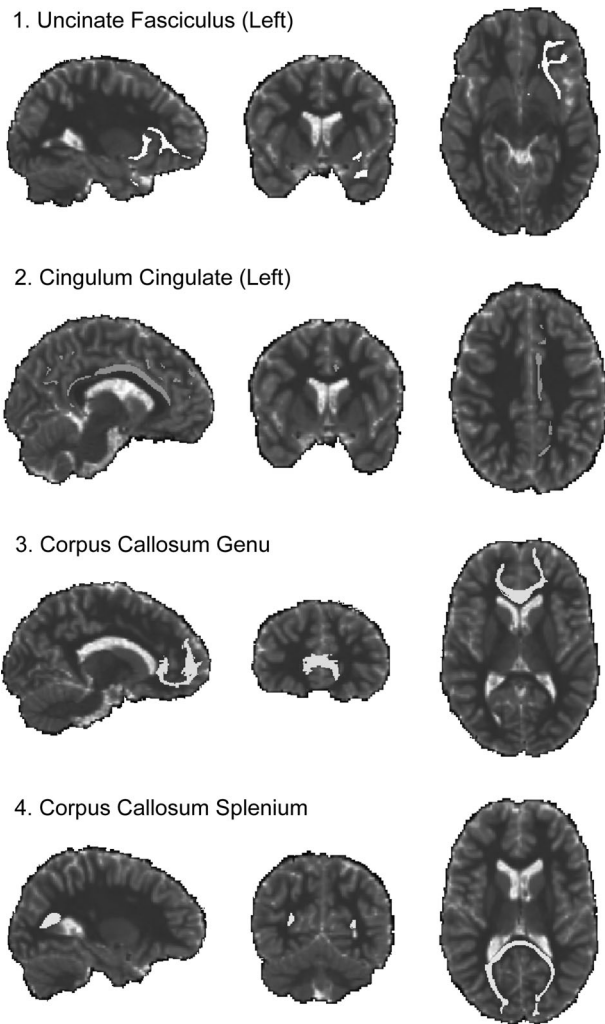 1. Uncinate Fasciculus (Left)
2. Cingulum Cingulate (Left)
3. Corpus Callosum Genu
4. Corpus Callosum Splenium